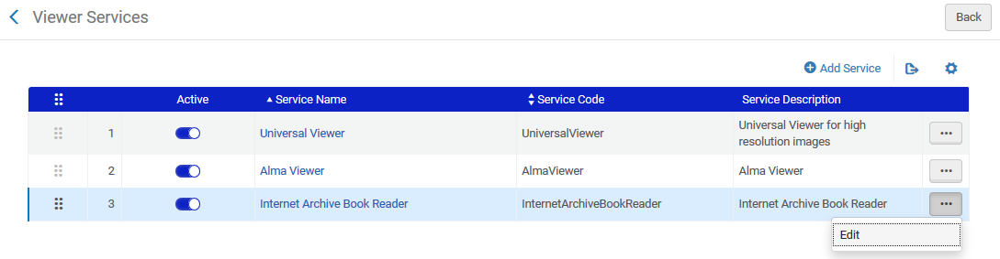 Viewer Services
Back
Add Service
Active Service Name Service Code Service Description
1 Universal Viewer UniversalViewer Universal Viewer for high
resolution images
2 Alma Viewer AlmaViewer Alma Viewer
3 Internet Archive Book Reader InternetArchiveBookReader Internet Archive Book Reader
Edit